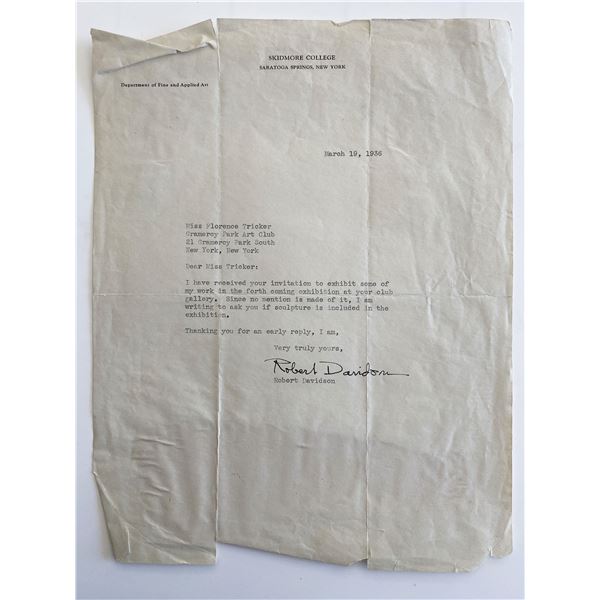 SKIDMORE COLLEGE
SARATOGA SPRINGS, NEW YORK
Department of Fine and Applied Art
March 19, 1936
Miss Florence Tricker
Gramercy Park Art Club
21 Gramercy Park South
New York, New York
Dear Miss Tricker:
I have received your invitation to exhibit some of
my work in the forth coming exhibition at your club
gallery. Since no mention is made of it, I am
writing to ask you if sculpture is included in the
exhibition.
Thanking you for an early reply, I am,
Very truly yours,
Robert Davidson
Robert Davidson